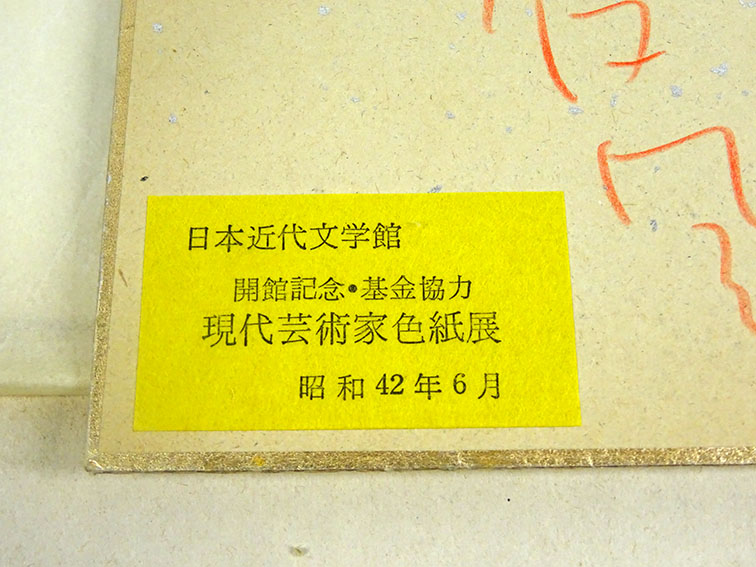 日本近代文学館
開館記念・基金協力
現代芸術家色紙展
昭和42年6月